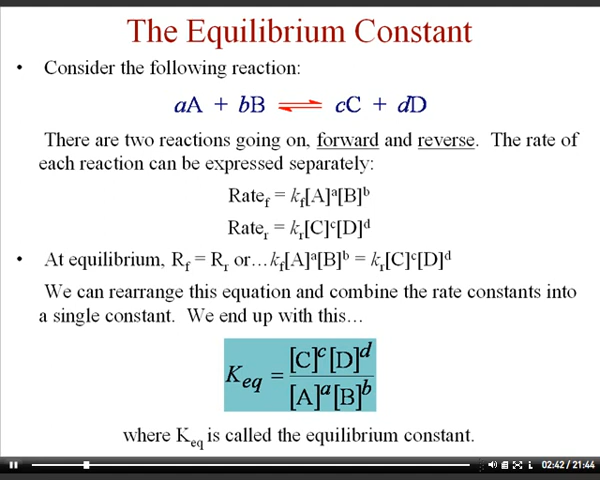 The Equilibrium Constant
• Consider the following reaction:
aA + bB ⇌ cC + dD
There are two reactions going on, forward and reverse. The rate of
each reaction can be expressed separately:
Rate_f = k_f[A]^a[B]^b
Rate_r = k_r[C]^c[D]^d
• At equilibrium, R_f = R_r or…k_f[A]^a[B]^b = k_r[C]^c[D]^d
We can rearrange this equation and combine the rate constants into
a single constant. We end up with this…
K_eq = [C]^c[D]^d / [A]^a[B]^b
where K_eq is called the equilibrium constant.
02:42 / 21:44